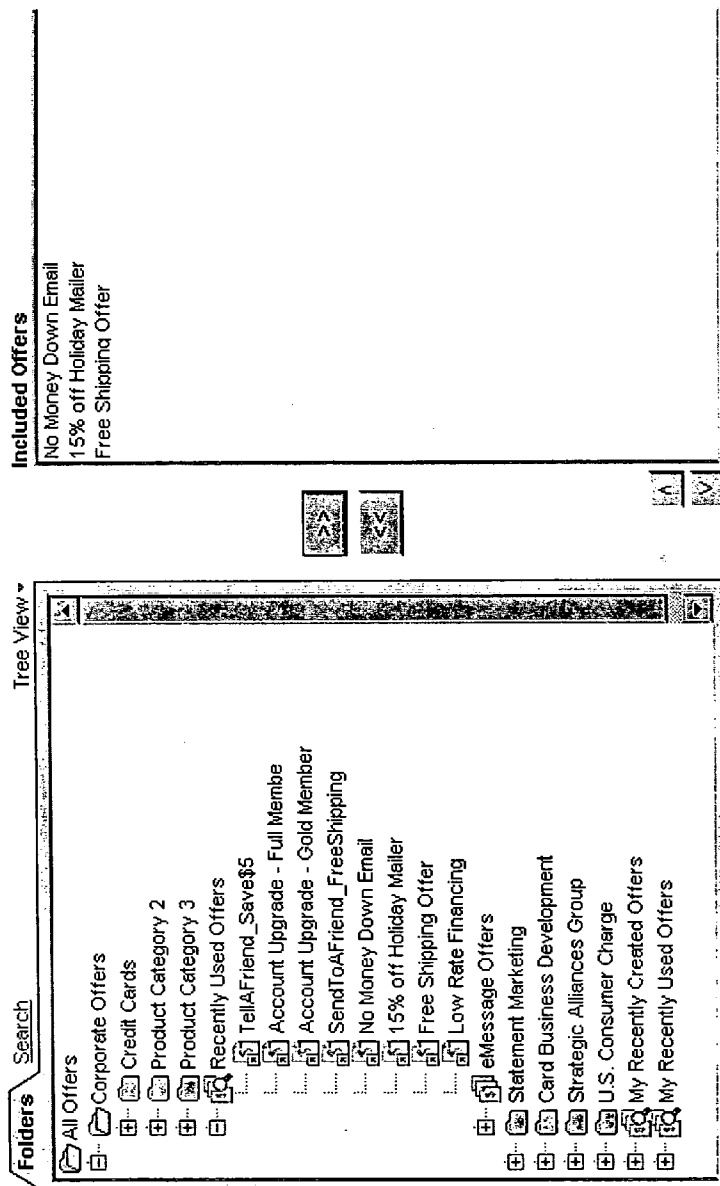 Folders Search Tree View
All Offers
Corporate Offers
Credit Cards
Product Category 2
Product Category 3
Recently Used Offers
TellAFriend_Save$5
Account Upgrade - Full Membe
Account Upgrade - Gold Member
SendToAFriend_FreeShipping
No Money Down Email
15% off Holiday Mailer
Free Shipping Offer
Low Rate Financing
eMessage Offers
Statement Marketing
Card Business Development
Strategic Alliances Group
U.S. Consumer Charge
My Recently Created Offers
My Recently Used Offers
>>
<<
Included Offers
No Money Down Email
15% off Holiday Mailer
Free Shipping Offer